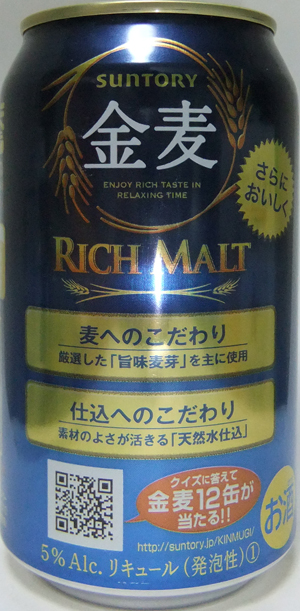 SUNTORY
金麦
ENJOY RICH TASTE IN
RELAXING TIME
さらに
おいしく
RICH MALT
麦へのこだわり
厳選した「旨味麦芽」を主に使用
仕込へのこだわり
素材のよさが活きる「天然水仕込」
クイズに答えて
金麦12缶が
当たる!!
http://suntory.jp/KINMUGI/
お酒
5%Alc. リキュール(発泡性)①